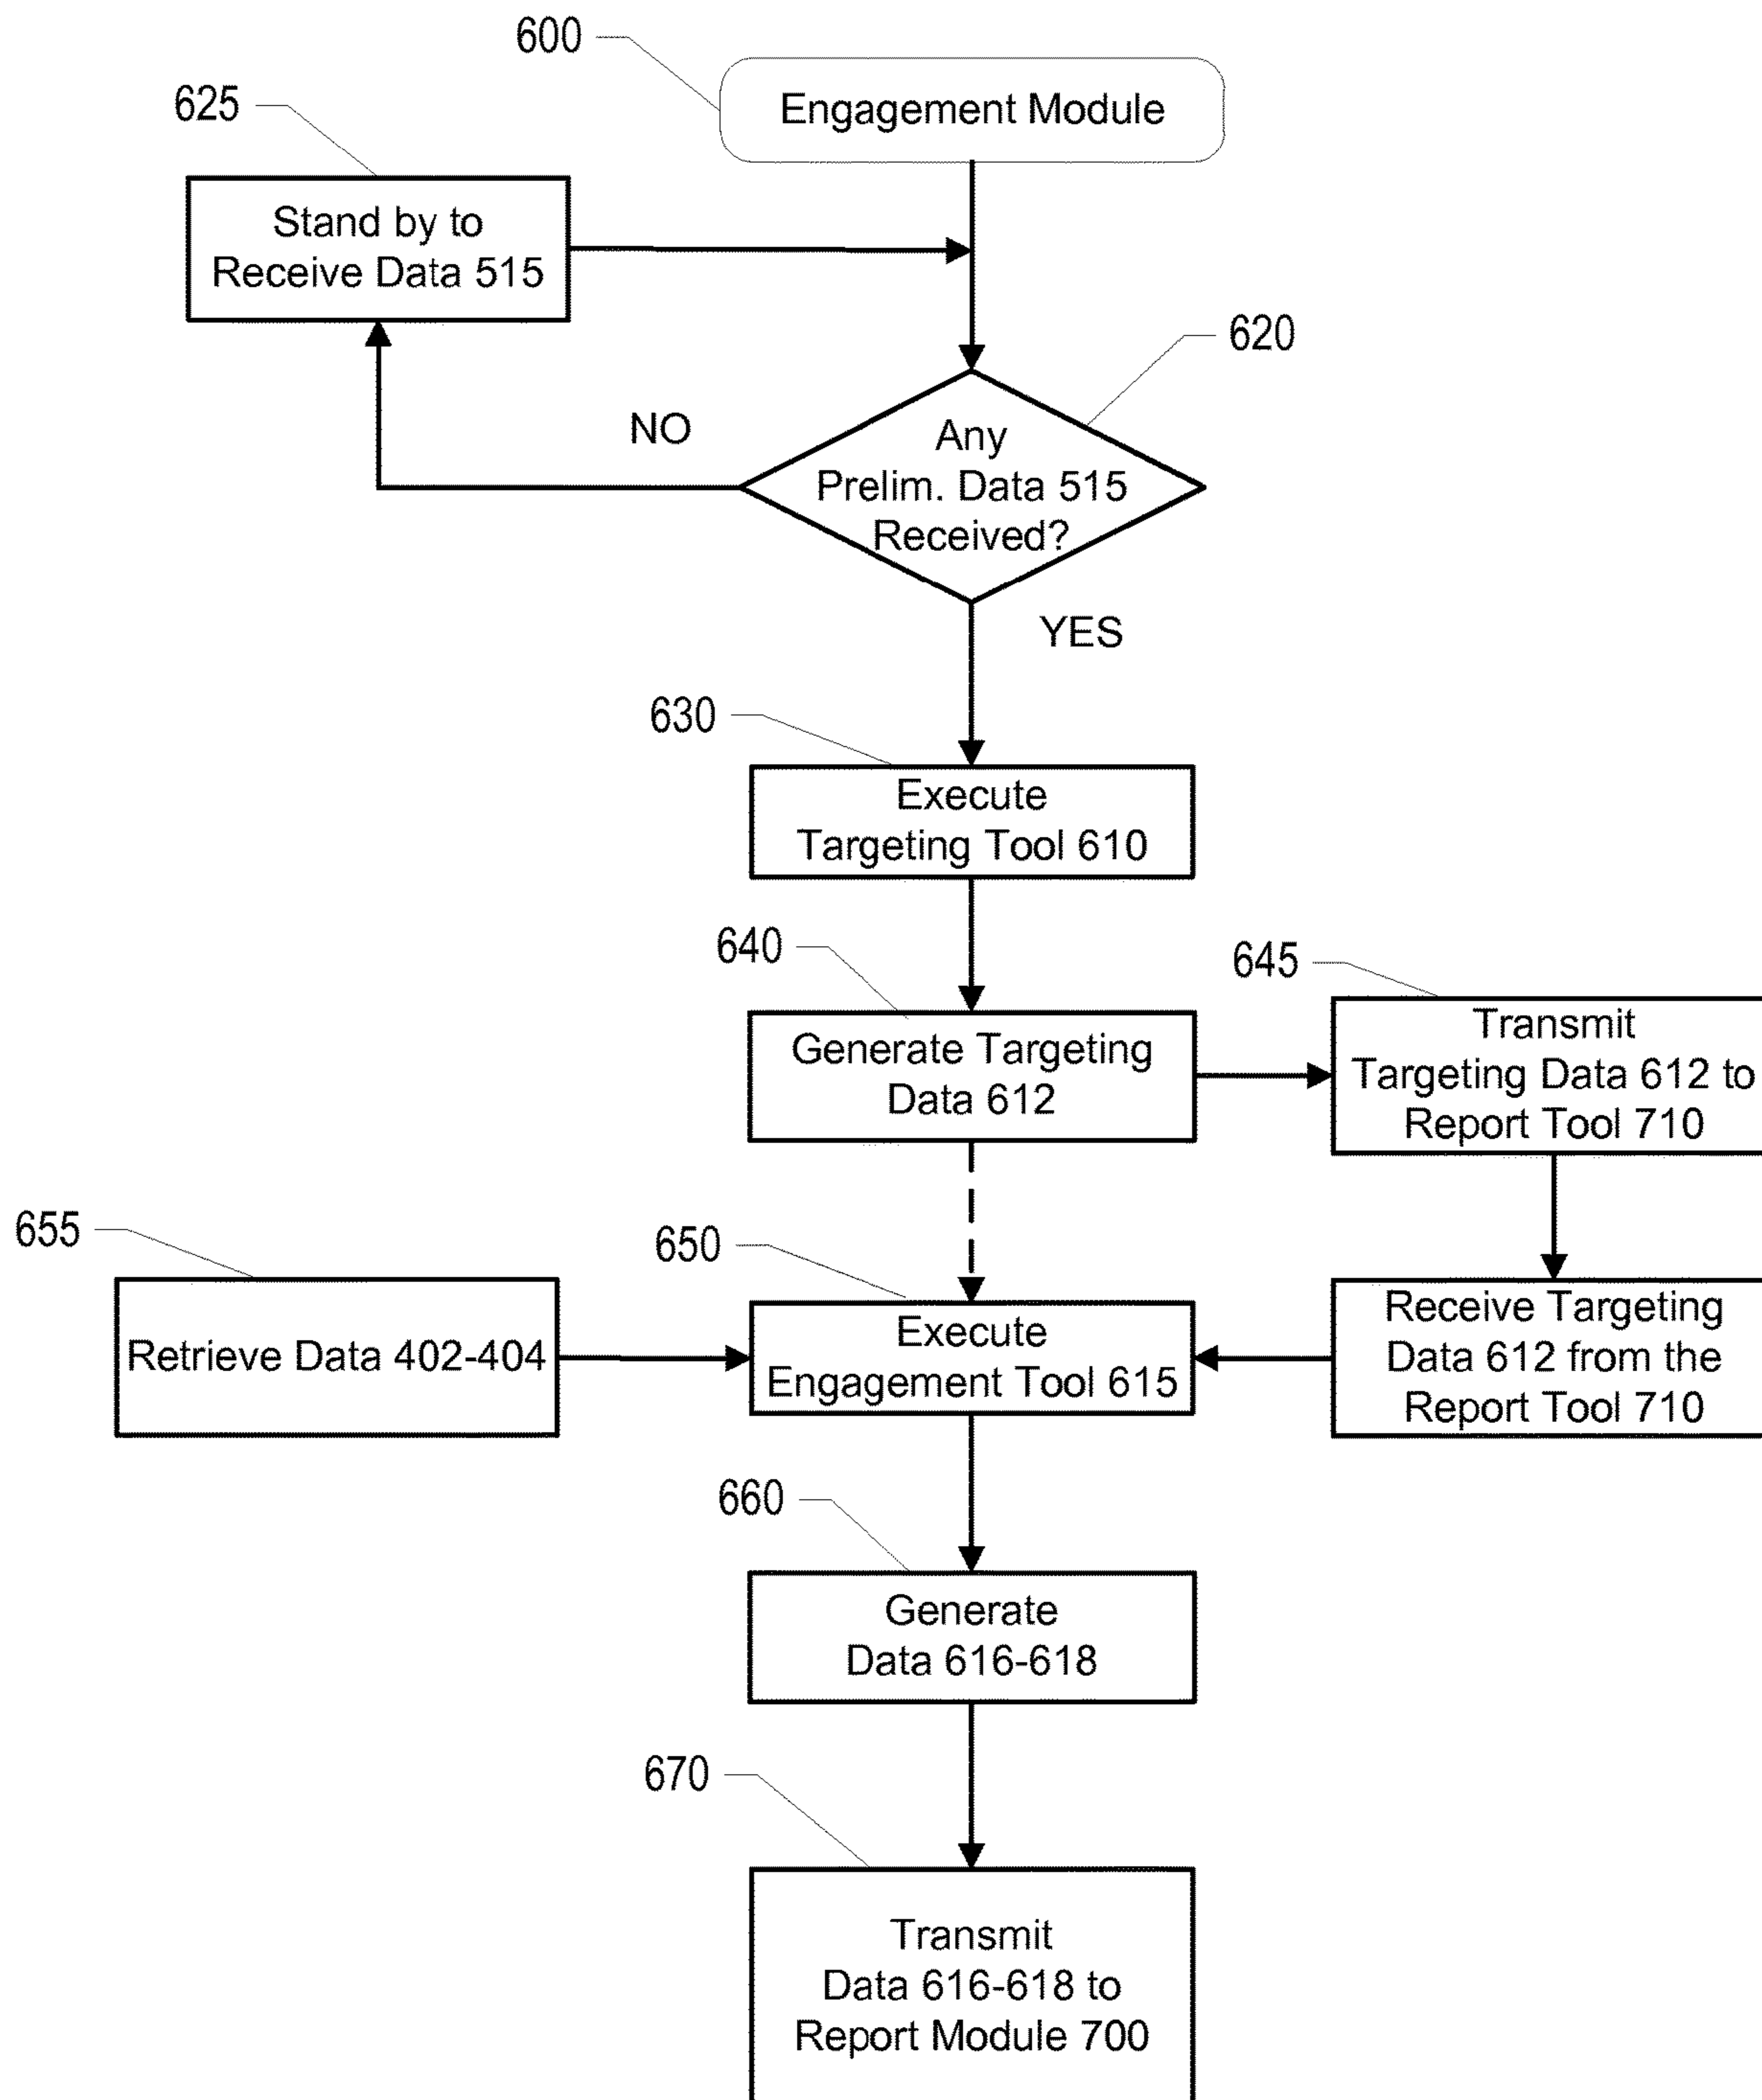 600
Engagement Module
625
Stand by to
Receive Data 515
620
NO
Any
Prelim. Data 515
Received?
YES
630
Execute
Targeting Tool 610
640
Generate Targeting
Data 612
645
Transmit
Targeting Data 612 to
Report Tool 710
655
Retrieve Data 402-404
650
Execute
Engagement Tool 615
Receive Targeting
Data 612 from the
Report Tool 710
660
Generate
Data 616-618
670
Transmit
Data 616-618 to
Report Module 700